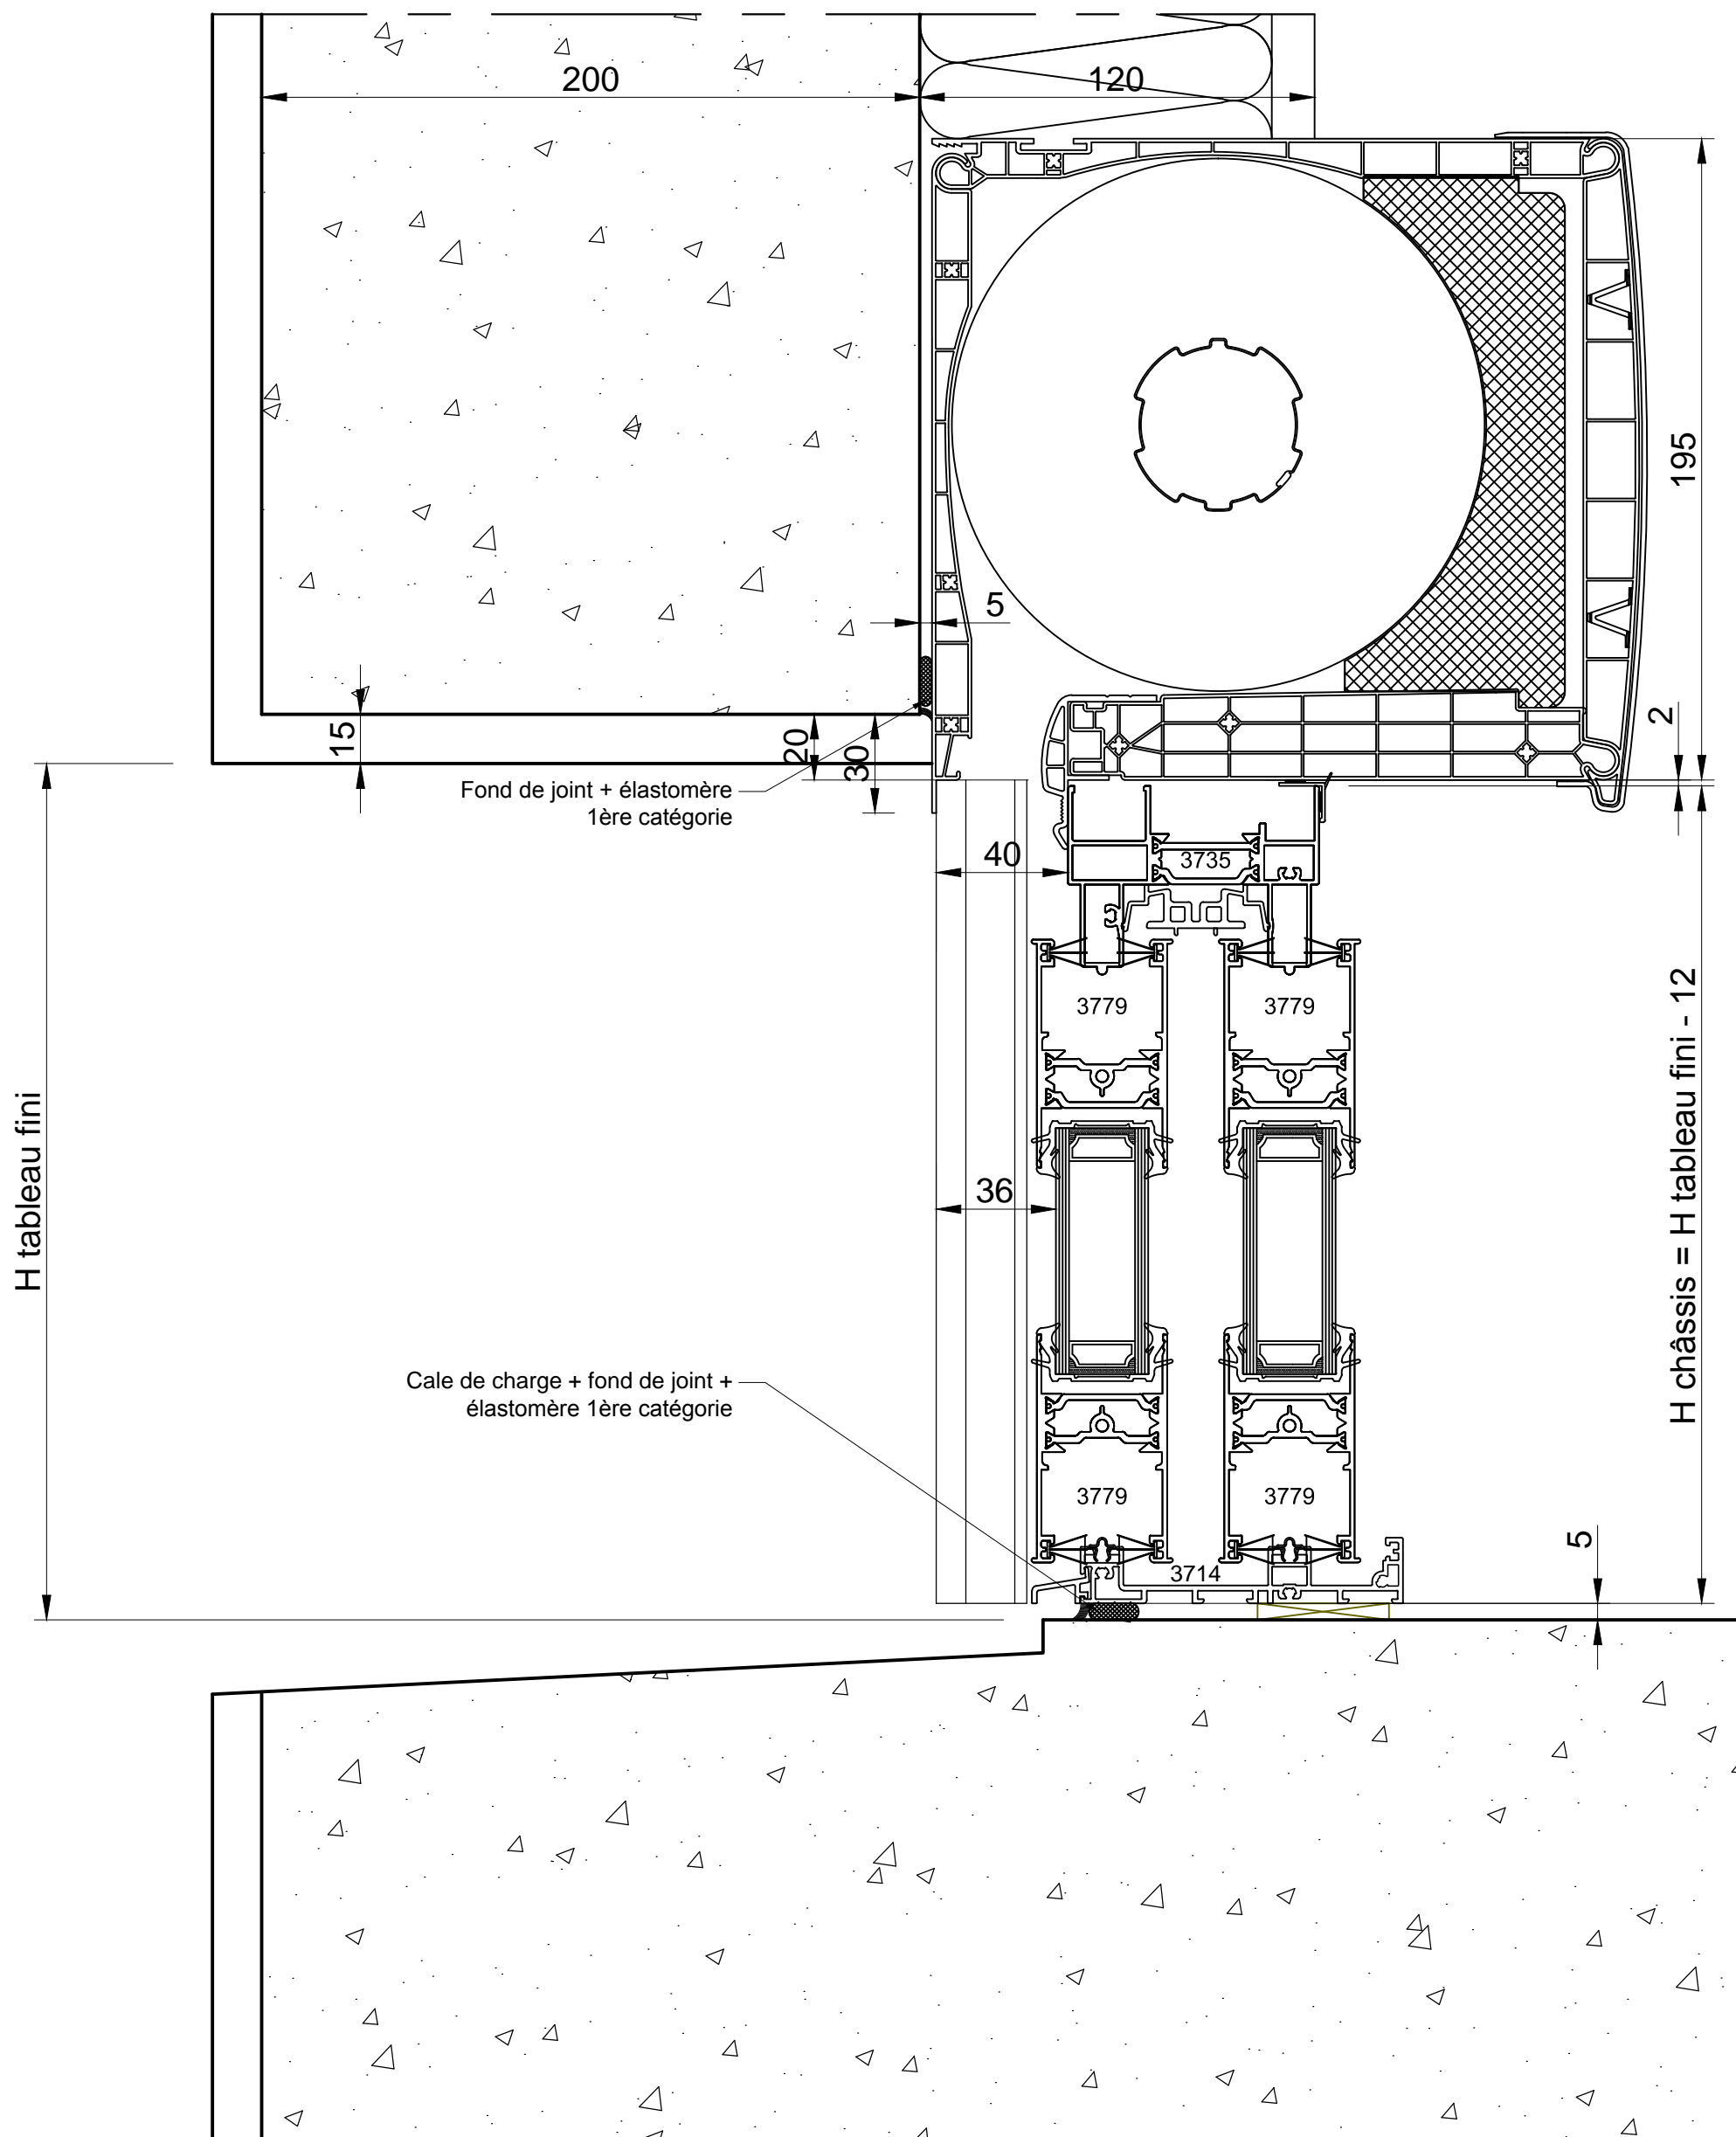 200
120
195
5
15
20
30
2
Fond de joint + élastomère
1ère catégorie
40
3735
3779
3779
H tableau fini
H châssis = H tableau fini - 12
36
Cale de charge + fond de joint +
élastomère 1ère catégorie
3779
3779
5
3714